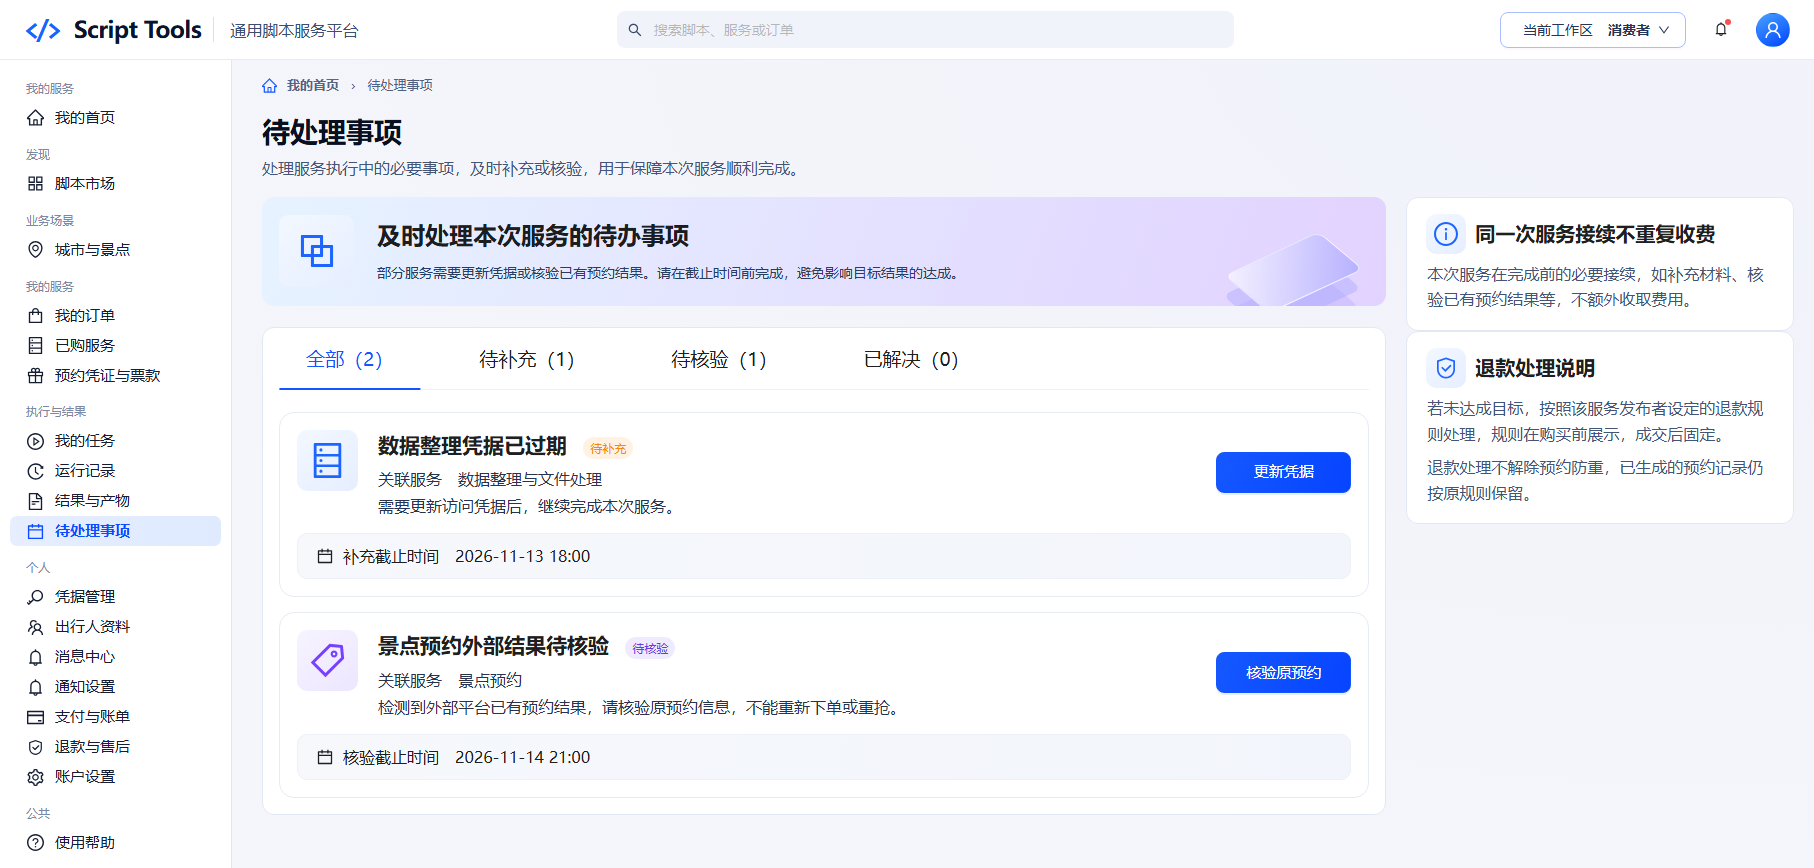 Script Tools
通用脚本服务平台
搜索脚本、服务或订单
当前工作区 消费者
我的服务
我的首页
发现
脚本市场
业务场景
城市与景点
我的服务
我的订单
已购服务
预约凭证与票款
执行与结果
我的任务
运行记录
结果与产物
待处理事项
个人
凭据管理
出行人资料
消息中心
通知设置
支付与账单
退款与售后
账户设置
公共
使用帮助
我的首页 › 待处理事项
待处理事项
处理服务执行中的必要事项，及时补充或核验，用于保障本次服务顺利完成。
及时处理本次服务的待办事项
部分服务需要更新凭据或核验已有预约结果。请在截止时间前完成，避免影响目标结果的达成。
全部（2） 待补充（1） 待核验（1） 已解决（0）
数据整理凭据已过期 待补充
关联服务 数据整理与文件处理
需要更新访问凭据后，继续完成本次服务。
更新凭据
补充截止时间 2026-11-13 18:00
景点预约外部结果待核验 待核验
关联服务 景点预约
检测到外部平台已有预约结果，请核验原预约信息，不能重新下单或重抢。
核验原预约
核验截止时间 2026-11-14 21:00
同一次服务接续不重复收费
本次服务在完成前的必要接续，如补充材料、核
验已有预约结果等，不额外收取费用。
退款处理说明
若未达成目标，按照该服务发布者设定的退款规
则处理，规则在购买前展示，成交后固定。
退款处理不解除预约防重，已生成的预约记录仍
按原规则保留。